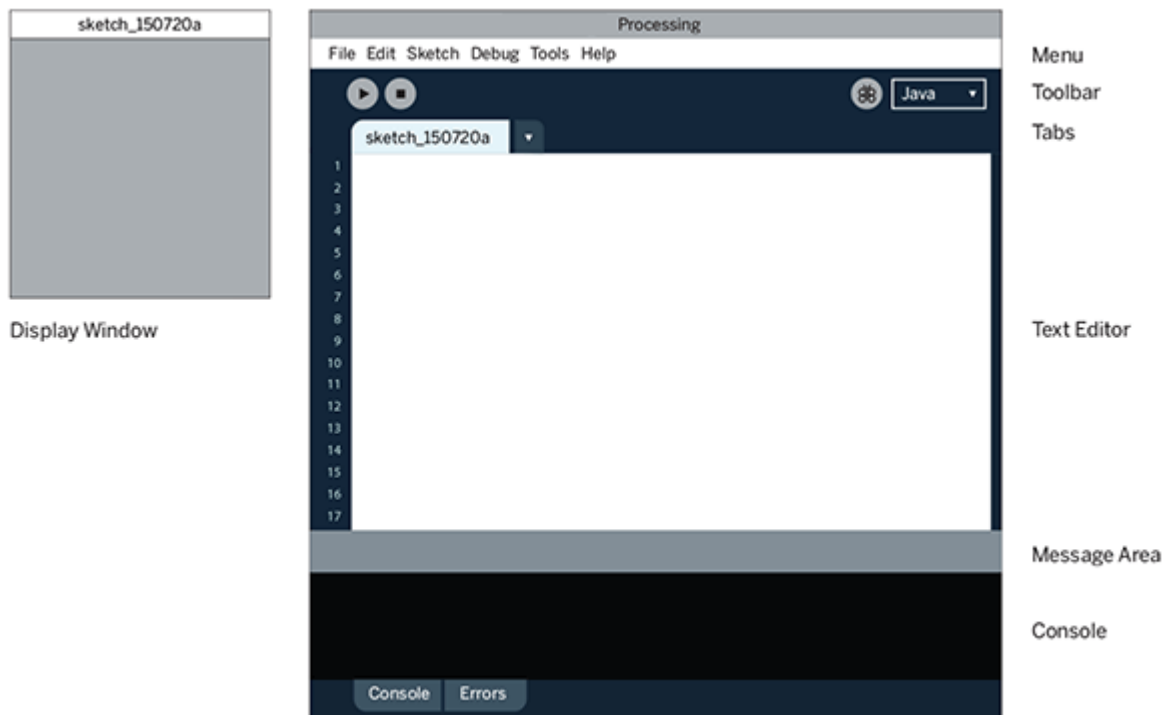 sketch_150720a
Display Window
Processing
File Edit Sketch Debug Tools Help
Java
sketch_150720a
1
2
3
4
5
6
7
8
9
10
11
12
13
14
15
16
17
Console Errors
Menu
Toolbar
Tabs
Text Editor
Message Area
Console